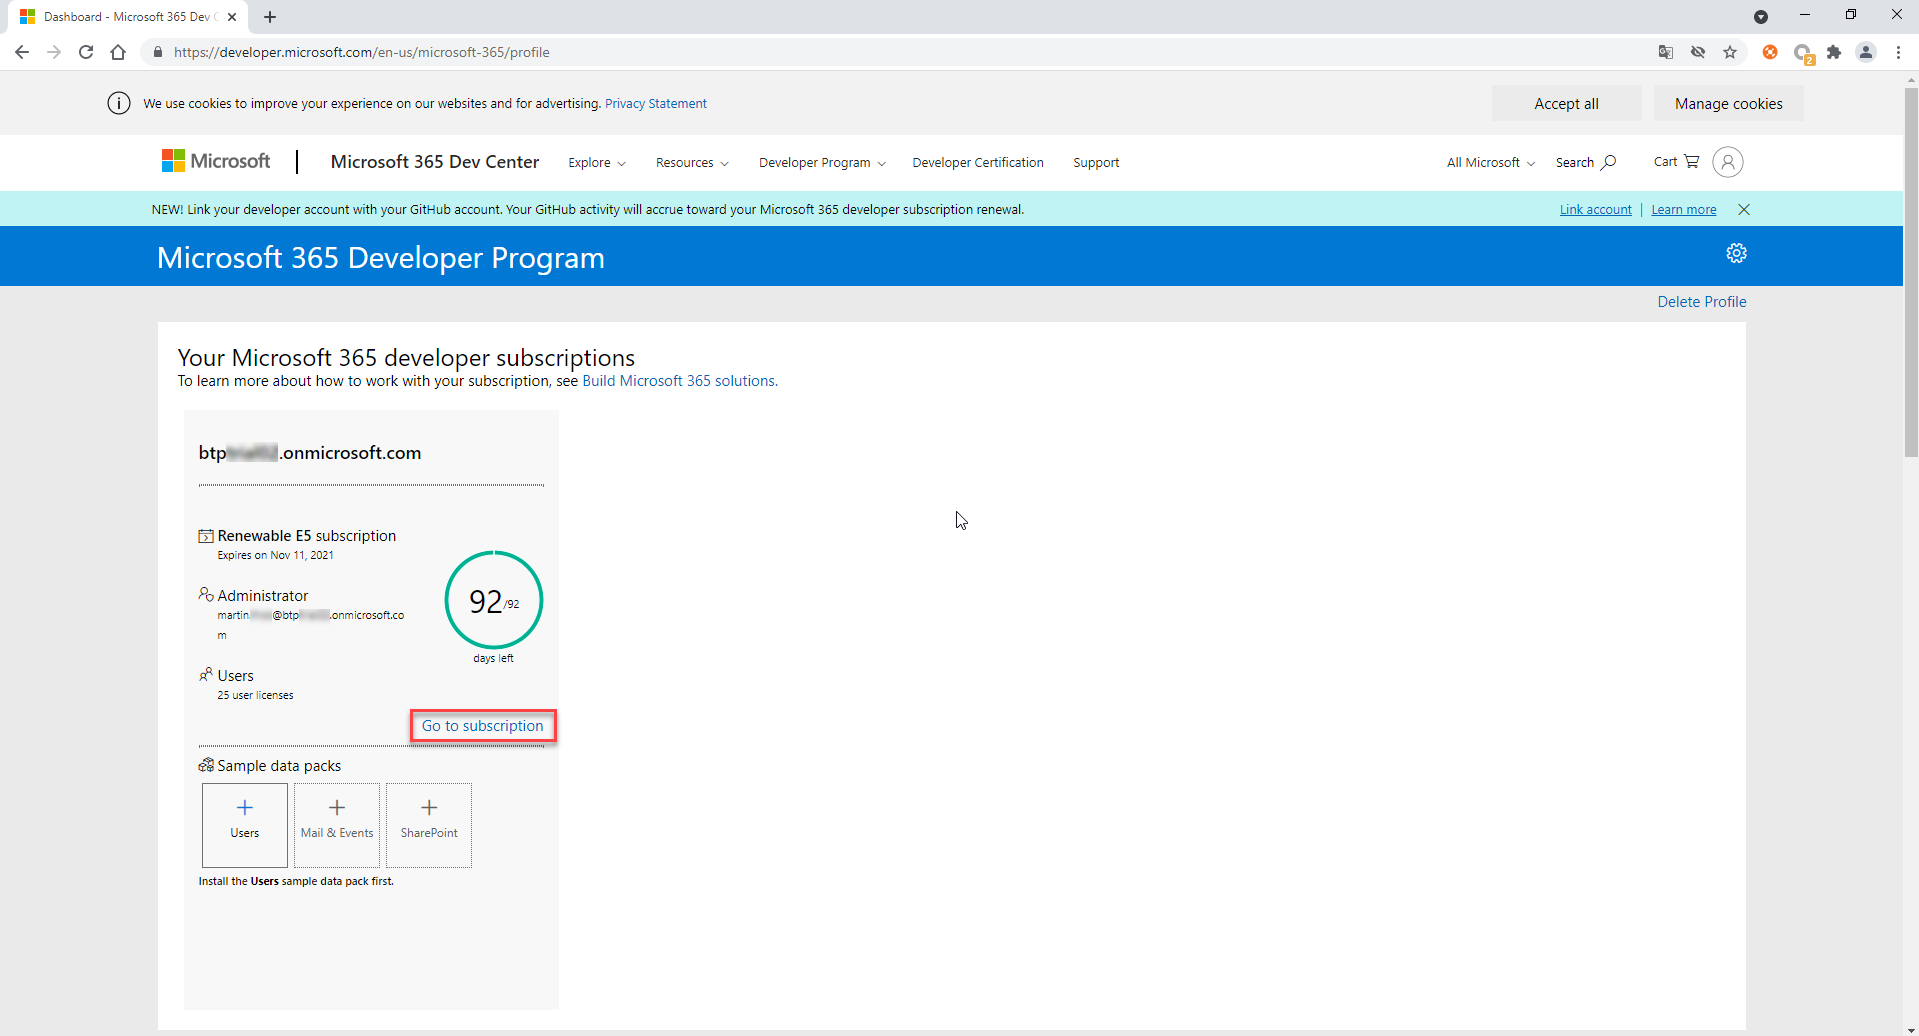 Dashboard - Microsoft 365 Dev C
https://developer.microsoft.com/en-us/microsoft-365/profile
2
We use cookies to improve your experience on our websites and for advertising. Privacy Statement
Accept all
Manage cookies
Microsoft
Microsoft 365 Dev Center
Explore
Resources
Developer Program
Developer Certification
Support
All Microsoft
Search
Cart
NEW! Link your developer account with your GitHub account. Your GitHub activity will accrue toward your Microsoft 365 developer subscription renewal.
Link account | Learn more
Microsoft 365 Developer Program
Delete Profile
Your Microsoft 365 developer subscriptions
To learn more about how to work with your subscription, see Build Microsoft 365 solutions.
btp .onmicrosoft.com
Renewable E5 subscription
Expires on Nov 11, 2021
Administrator
martin. @btp .onmicrosoft.co
m
92/92
days left
Users
25 user licenses
Go to subscription
Sample data packs
Users
Mail & Events
SharePoint
Install the Users sample data pack first.